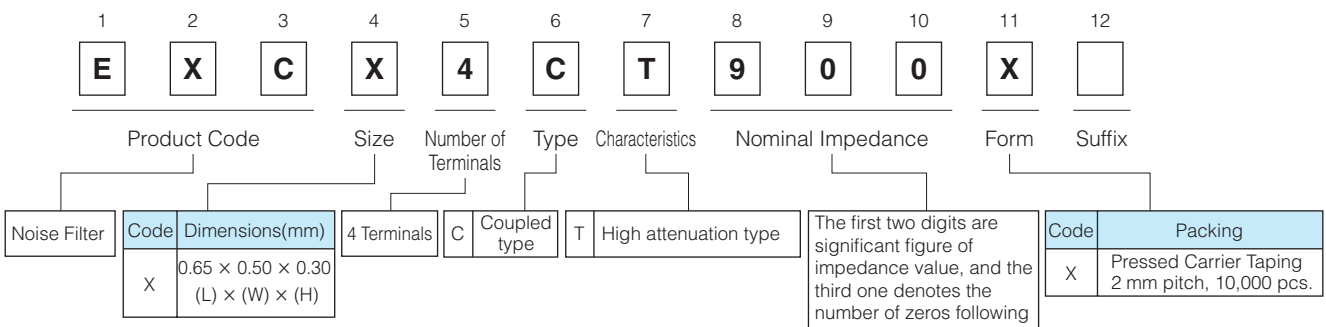 1 2 3 4 5 6 7 8 9 10 11 12
E X C X 4 C T 9 0 0 X
Product Code Size Number of Terminals Type Characteristics Nominal Impedance Form Suffix
Noise Filter
Code Dimensions(mm)
X 0.65 × 0.50 × 0.30
(L) × (W) × (H)
4 Terminals
C Coupled type
T High attenuation type
The first two digits are
significant figure of
impedance value, and the
third one denotes the
number of zeros following
Code Packing
X Pressed Carrier Taping
2 mm pitch, 10,000 pcs.